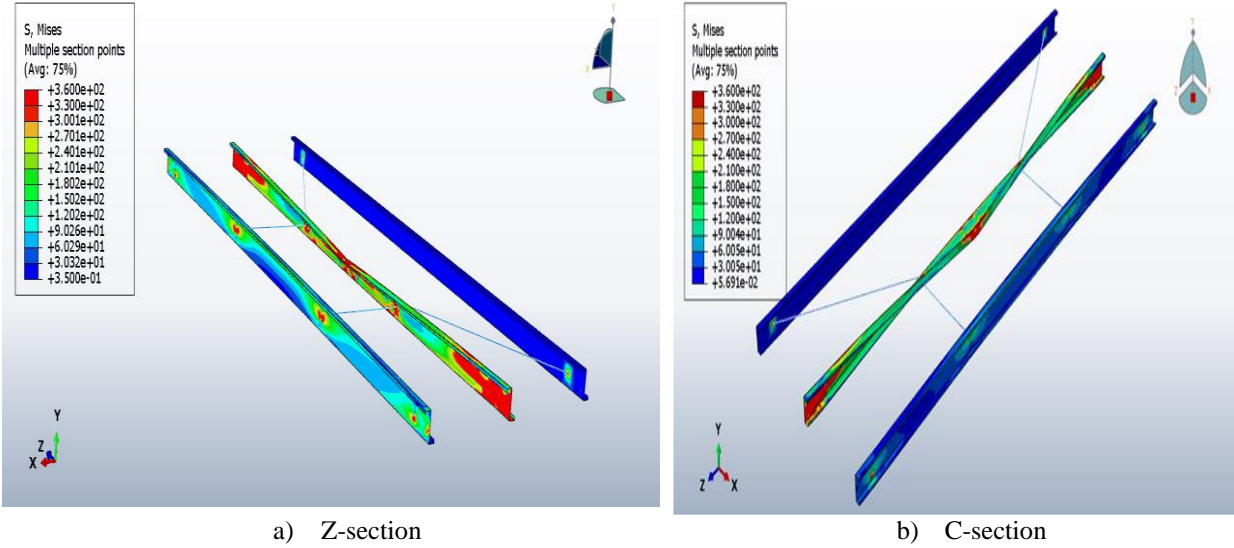 S, Mises
Multiple section points
(Avg: 75%)
+3.600e+02
+3.300e+02
+3.001e+02
+2.701e+02
+2.401e+02
+2.101e+02
+1.802e+02
+1.502e+02
+1.202e+02
+9.026e+01
+6.029e+01
+3.032e+01
+3.500e-01
Y
X
Y
Z
X
S, Mises
Multiple section points
(Avg: 75%)
+3.600e+02
+3.300e+02
+3.000e+02
+2.700e+02
+2.400e+02
+2.100e+02
+1.800e+02
+1.500e+02
+1.200e+02
+9.004e+01
+6.005e+01
+3.005e+01
+5.691e-02
Y
Z
X
Y
Z
X
a) Z-section
b) C-section